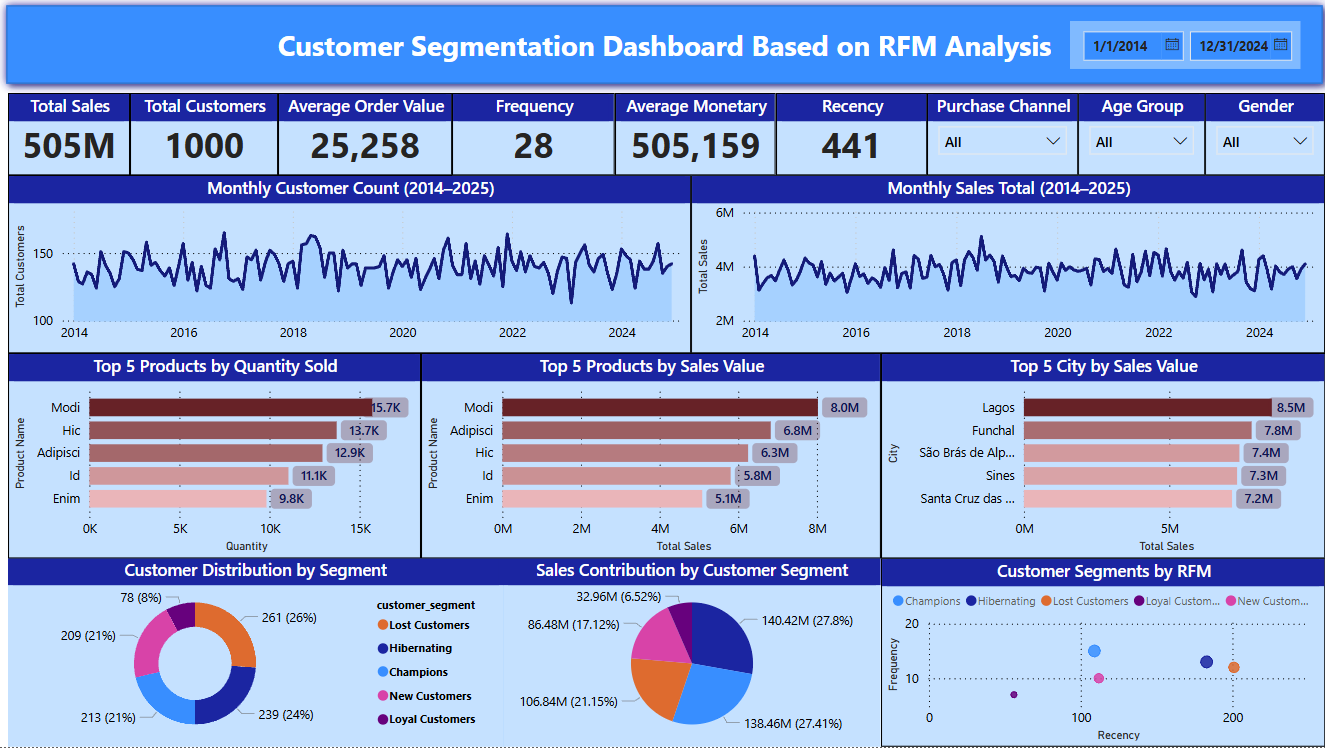 Customer Segmentation Dashboard Based on RFM Analysis
1/1/2014
12/31/2024
Total Sales
505M
Total Customers
1000
Average Order Value
25,258
Frequency
28
Average Monetary
505,159
Recency
441
Purchase Channel
All
Age Group
All
Gender
All
Monthly Customer Count (2014–2025)
Total Customers
150
100
2014 2016 2018 2020 2022 2024
Monthly Sales Total (2014–2025)
Total Sales
6M
4M
2M
2014 2016 2018 2020 2022 2024
Top 5 Products by Quantity Sold
Product Name
Modi 15.7K
Hic 13.7K
Adipisci 12.9K
Id 11.1K
Enim 9.8K
0K 5K 10K 15K
Quantity
Top 5 Products by Sales Value
Product Name
Modi 8.0M
Adipisci 6.8M
Hic 6.3M
Id 5.8M
Enim 5.1M
0M 2M 4M 6M 8M
Total Sales
Top 5 City by Sales Value
City
Lagos 8.5M
Funchal 7.8M
São Brás de Alp... 7.4M
Sines 7.3M
Santa Cruz das ... 7.2M
0M 5M
Total Sales
Customer Distribution by Segment
78 (8%)
261 (26%)
209 (21%)
213 (21%)
239 (24%)
customer_segment
Lost Customers
Hibernating
Champions
New Customers
Loyal Customers
Sales Contribution by Customer Segment
32.96M (6.52%)
140.42M (27.8%)
86.48M (17.12%)
106.84M (21.15%)
138.46M (27.41%)
Customer Segments by RFM
Champions Hibernating Lost Customers Loyal Custom... New Custom...
Frequency
20
10
0 100 200
Recency